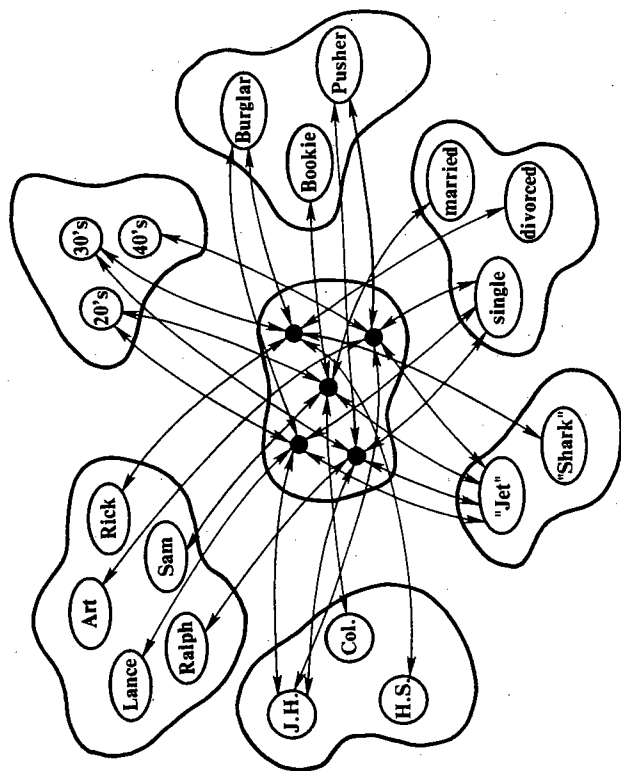 Art
Lance
Rick
Ralph
Sam
30's
20's
40's
J.H.
Col.
H.S.
Burglar
Bookie
Pusher
"Jet"
"Shark"
married
single
divorced